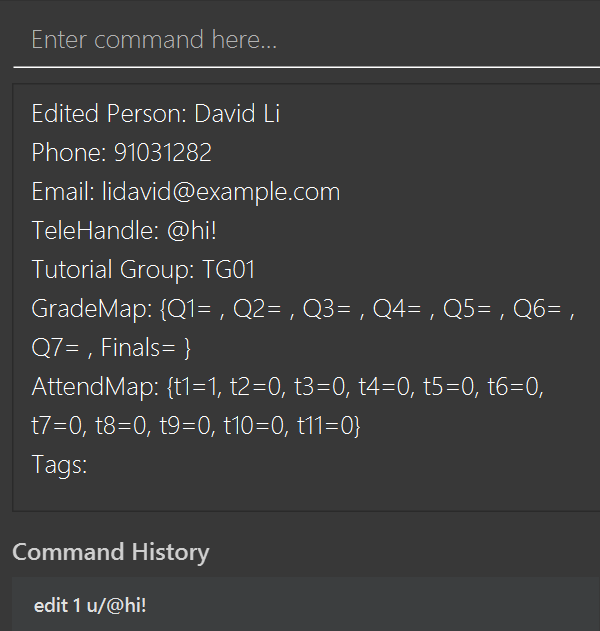 Enter command here...
Edited Person: David Li
Phone: 91031282
Email: lidavid@example.com
TeleHandle: @hi!
Tutorial Group: TG01
GradeMap: {Q1= , Q2= , Q3= , Q4= , Q5= , Q6= ,
Q7= , Finals= }
AttendMap: {t1=1, t2=0, t3=0, t4=0, t5=0, t6=0,
t7=0, t8=0, t9=0, t10=0, t11=0}
Tags:
Command History
edit 1 u/@hi!